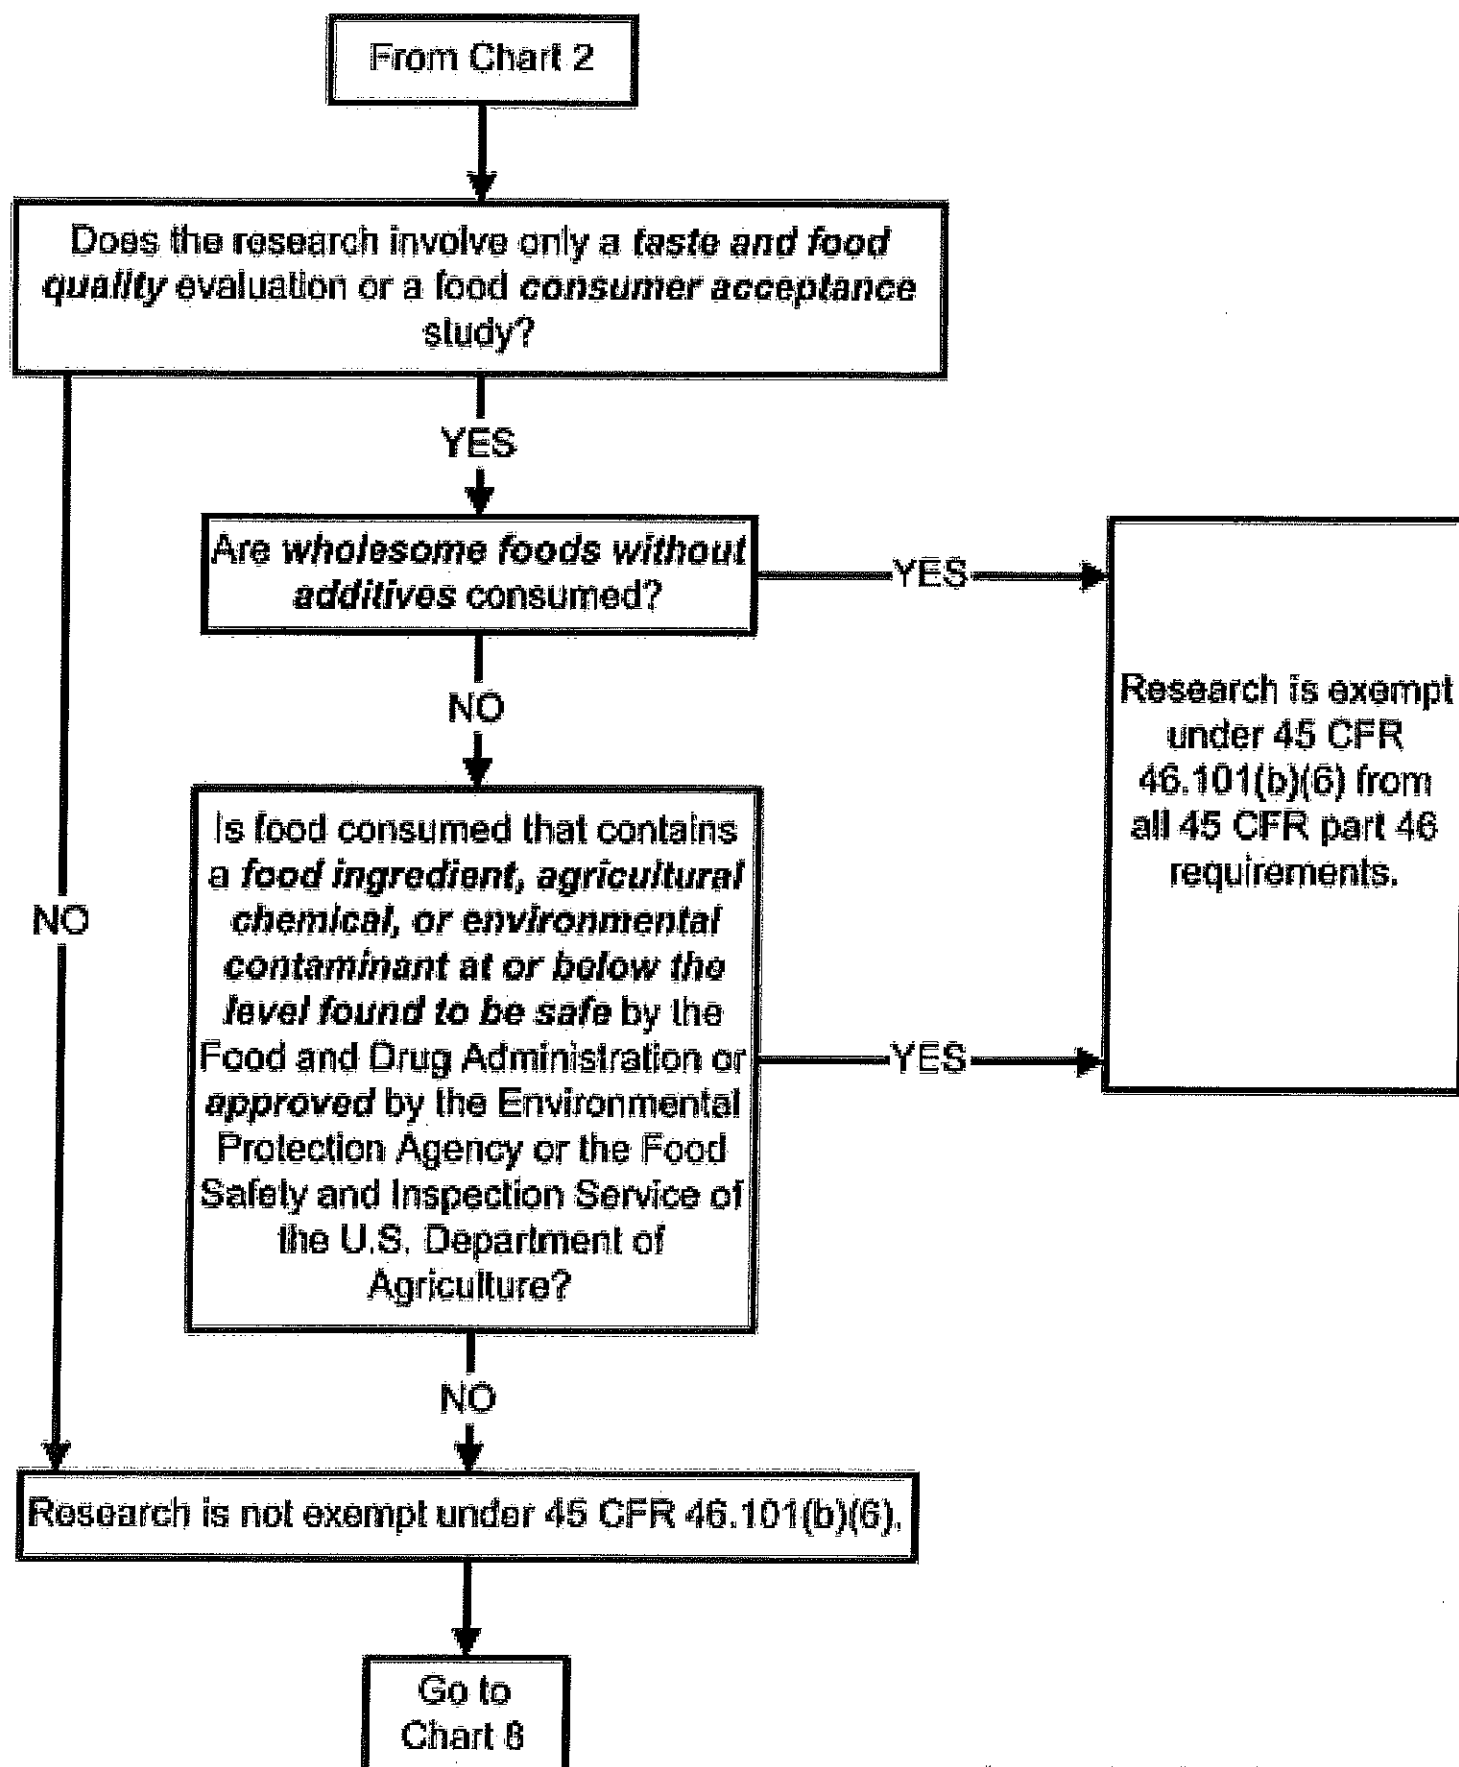 From Chart 2
Does the research involve only a taste and food
quality evaluation or a food consumer acceptance
study?
YES
Are wholesome foods without
additives consumed?
YES
NO
Research is exempt
under 45 CFR
46.101(b)(6) from
all 45 CFR part 46
requirements.
Is food consumed that contains
a food ingredient, agricultural
chemical, or environmental
contaminant at or below the
level found to be safe by the
Food and Drug Administration or
approved by the Environmental
Protection Agency or the Food
Safety and Inspection Service of
the U.S. Department of
Agriculture?
YES
NO
NO
Research is not exempt under 45 CFR 46.101(b)(6).
Go to
Chart 8